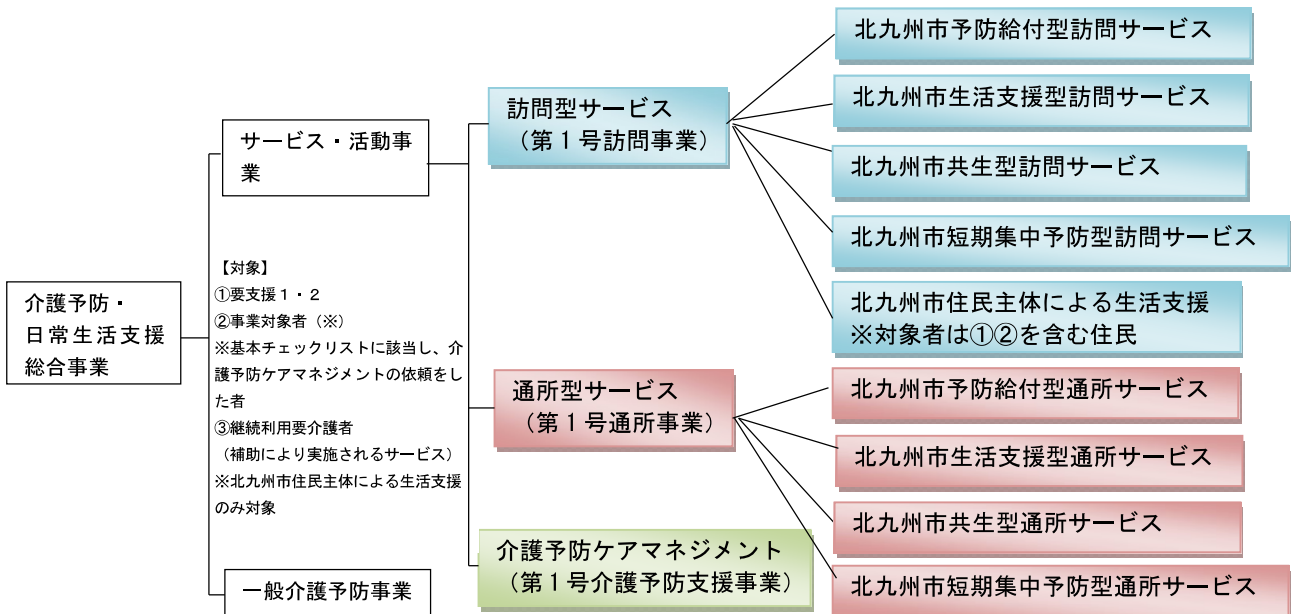 介護予防・
日常生活支援
総合事業
サービス・活動事
業
【対象】
①要支援１・２
②事業対象者（※）
※基本チェックリストに該当し、介
護予防ケアマネジメントの依頼をし
た者
③継続利用要介護者
（補助により実施されるサービス）
※北九州市住民主体による生活支援
のみ対象
一般介護予防事業
訪問型サービス
（第１号訪問事業）
北九州市予防給付型訪問サービス
北九州市生活支援型訪問サービス
北九州市共生型訪問サービス
北九州市短期集中予防型訪問サービス
北九州市住民主体による生活支援
※対象者は①②を含む住民
通所型サービス
（第１号通所事業）
北九州市予防給付型通所サービス
北九州市生活支援型通所サービス
北九州市共生型通所サービス
北九州市短期集中予防型通所サービス
介護予防ケアマネジメント
（第１号介護予防支援事業）